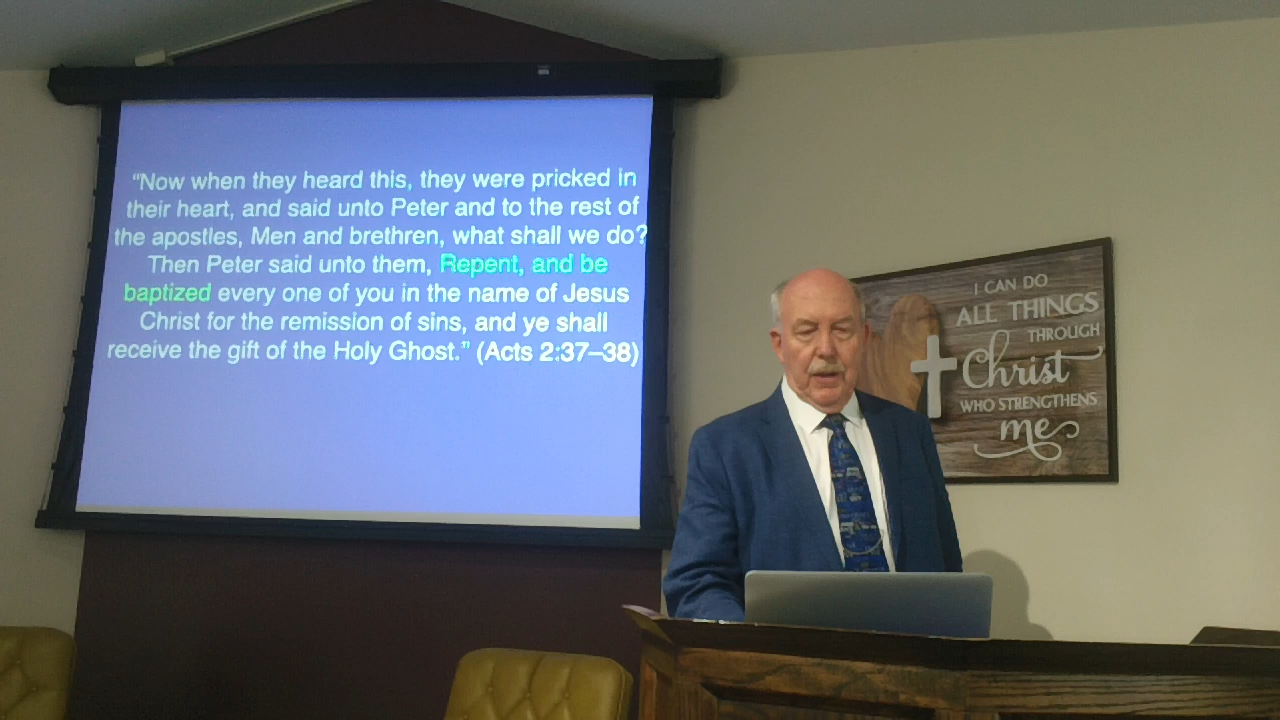 “Now when they heard this, they were pricked in
their heart, and said unto Peter and to the rest of
the apostles, Men and brethren, what shall we do?
Then Peter said unto them, Repent, and be
baptized every one of you in the name of Jesus
Christ for the remission of sins, and ye shall
receive the gift of the Holy Ghost.” (Acts 2:37–38)
I CAN DO
ALL THINGS
THROUGH
Christ
WHO STRENGTHENS
me